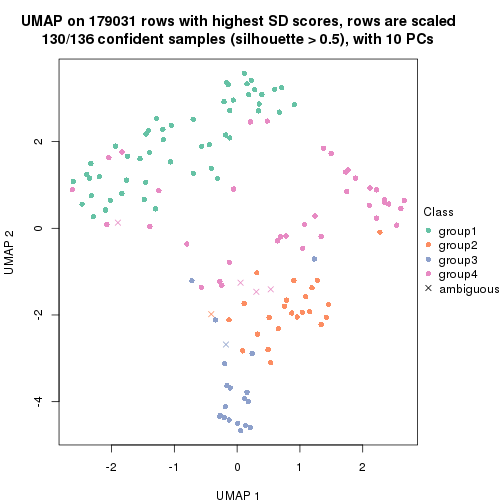 UMAP on 179031 rows with highest SD scores, rows are scaled
130/136 confident samples (silhouette > 0.5), with 10 PCs
2
0
-2
-4
UMAP 2
-2
-1
0
1
2
UMAP 1
Class
group1
group2
group3
group4
ambiguous